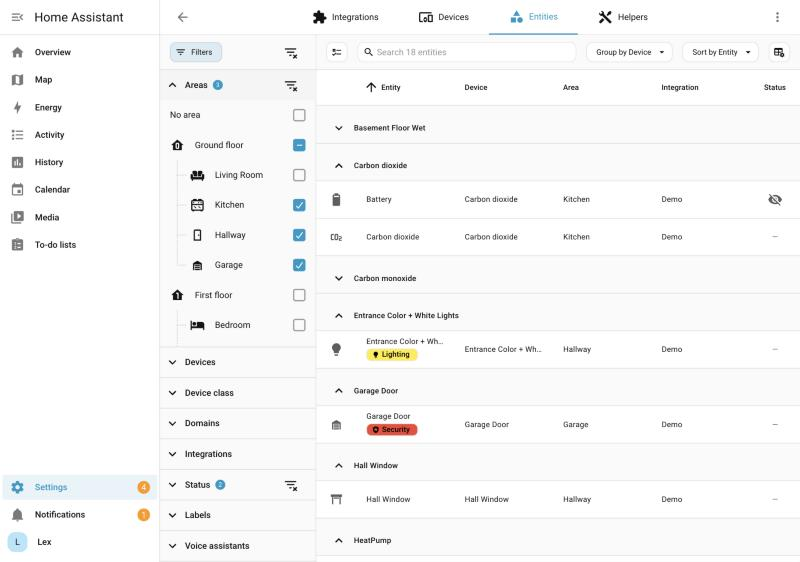 Home Assistant
Overview
Map
Energy
Activity
History
Calendar
Media
To-do lists
Settings 4
Notifications 1
L Lex
Integrations Devices Entities Helpers
Filters
Areas 3
No area
Ground floor
Living Room
Kitchen
Hallway
Garage
First floor
Bedroom
Devices
Device class
Domains
Integrations
Status 2
Labels
Voice assistants
Search 18 entities Group by Device Sort by Entity
Entity Device Area Integration Status
Basement Floor Wet
Carbon dioxide
Battery Carbon dioxide Kitchen Demo
CO₂ Carbon dioxide Carbon dioxide Kitchen Demo –
Carbon monoxide
Entrance Color + White Lights
Entrance Color + Wh... Entrance Color + Wh... Hallway Demo –
Lighting
Garage Door
Garage Door Garage Door Garage Demo –
Security
Hall Window
Hall Window Hall Window Hallway Demo –
HeatPump